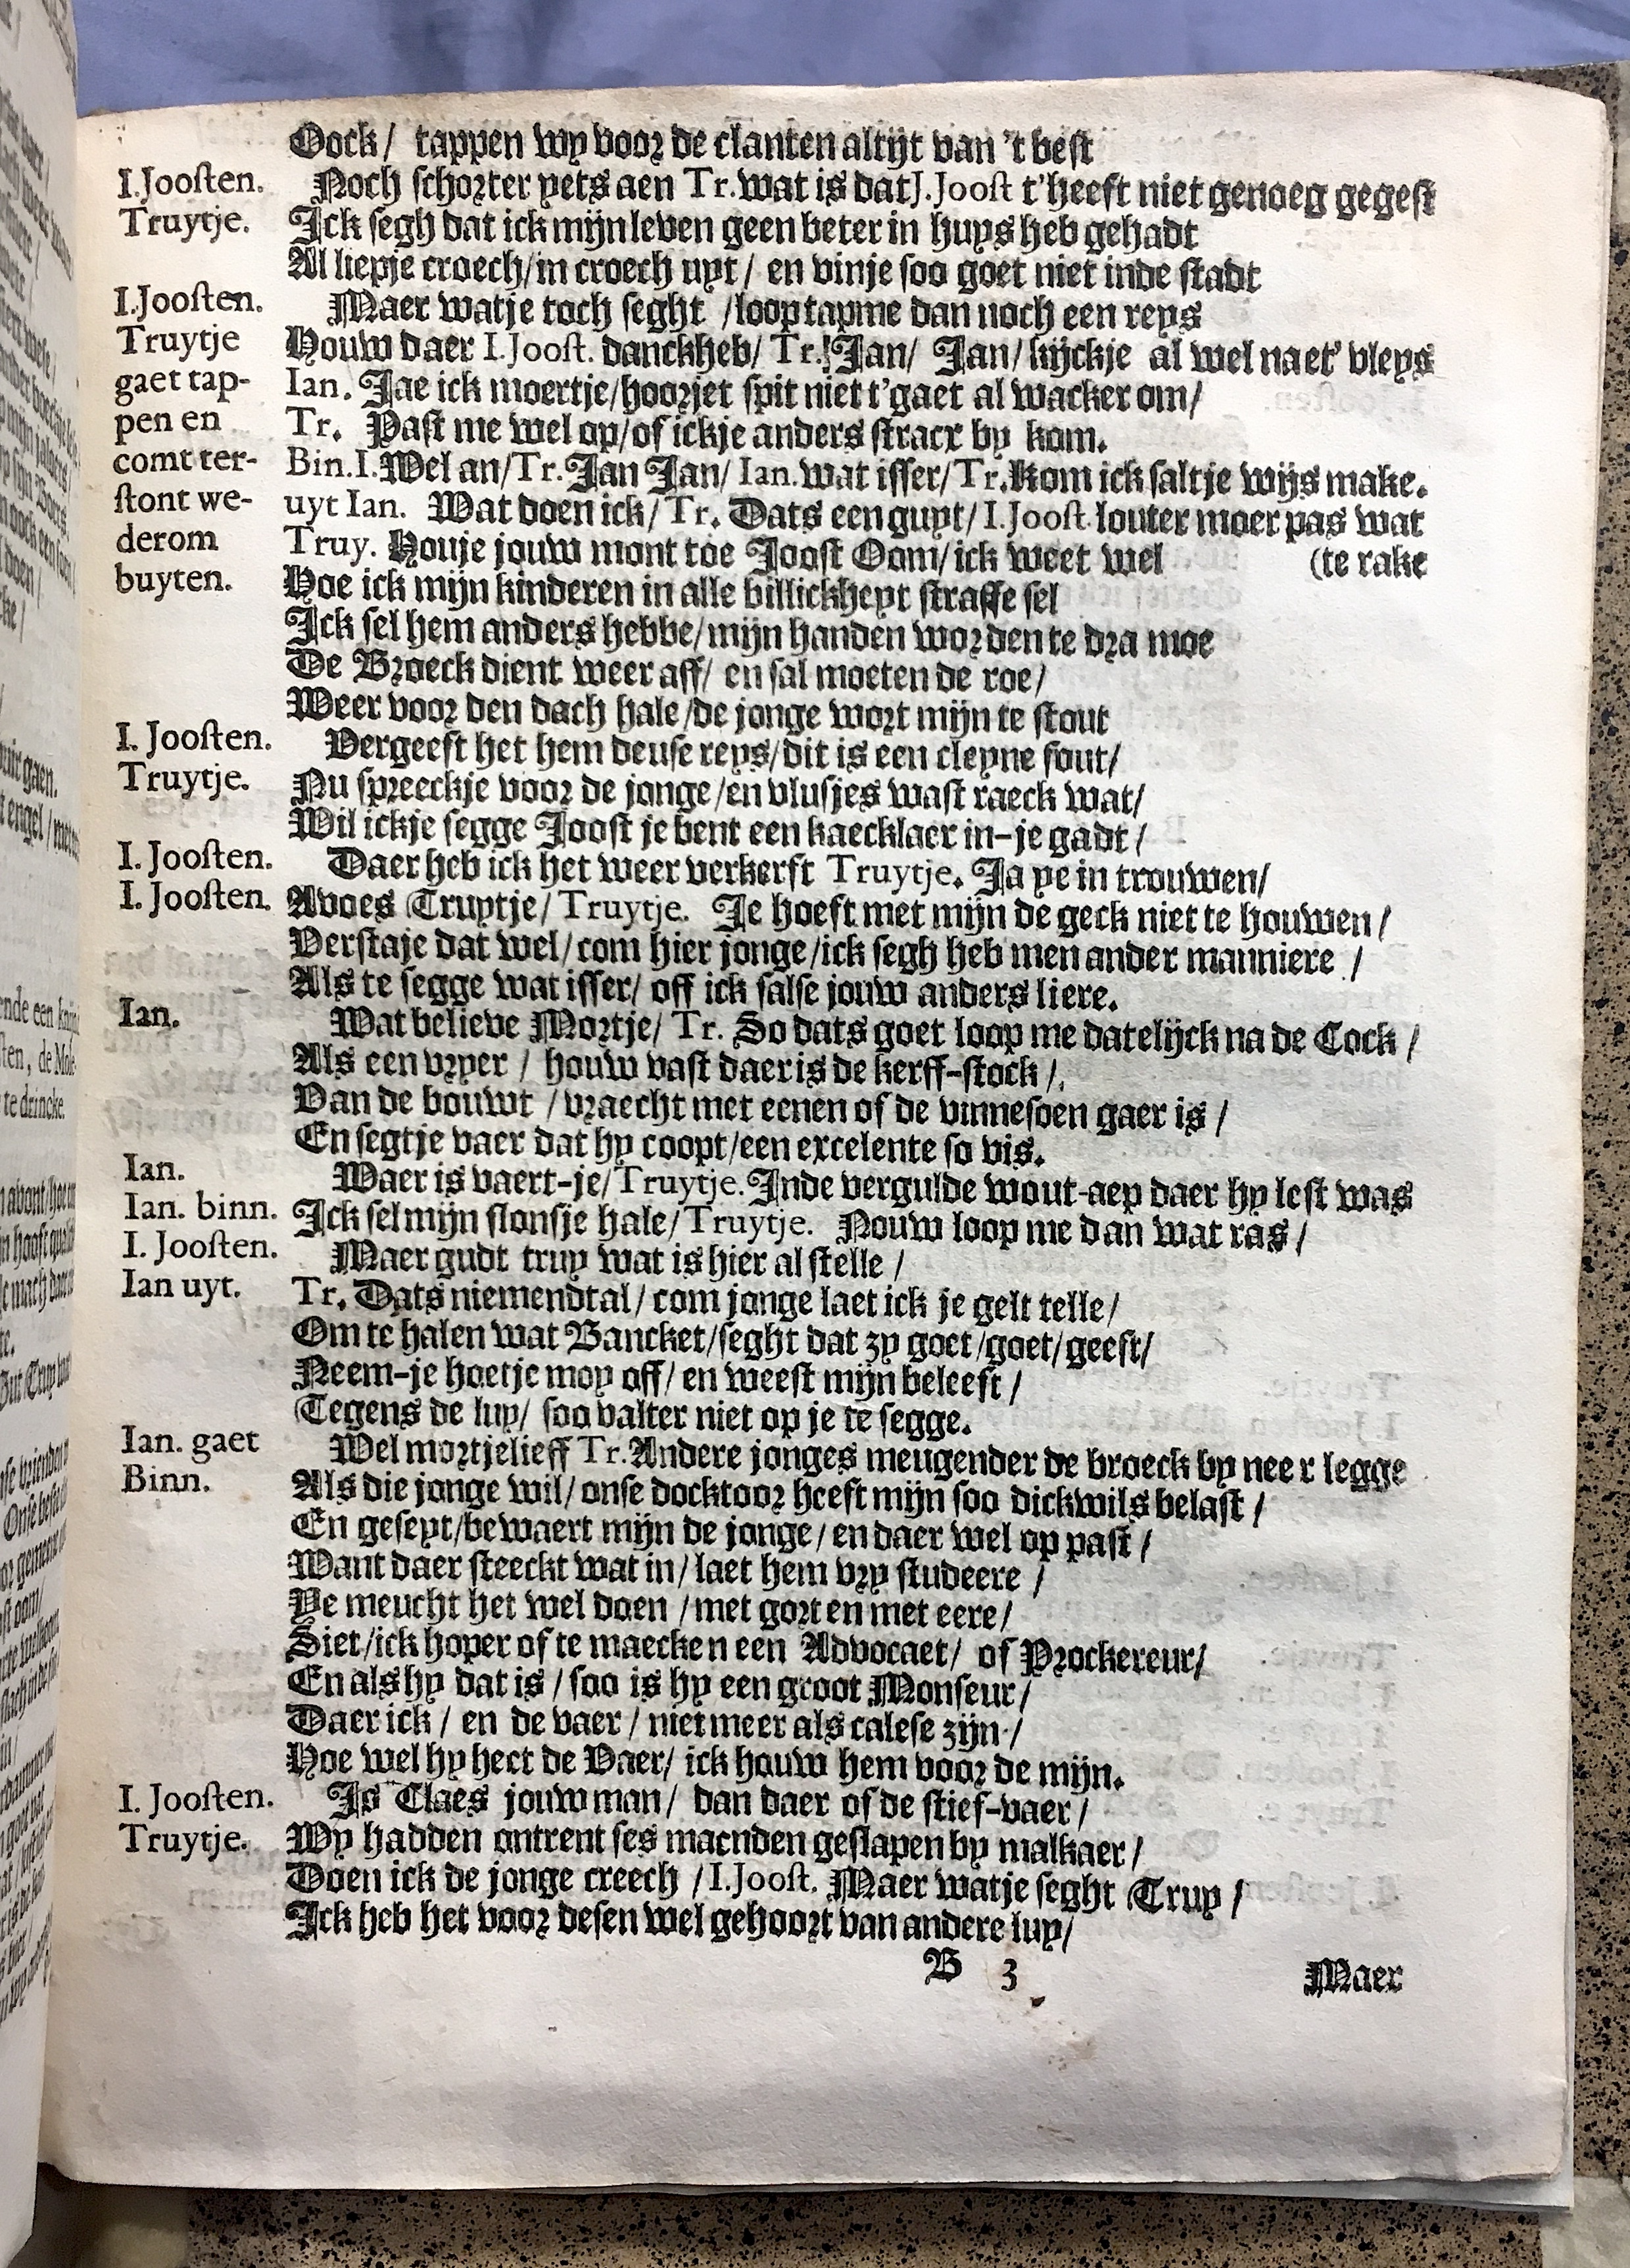 Oock/ tappen wy voor de clanten altijt van 't best
I.Joosten. Noch schorter yets aen Tr. wat is dat J. Joost t'heeft niet genoeg gegest
Truytje. Ick segh dat ick mijn leven geen beter in huys heb gehadt
Al liepje croech/in croech uyt/ en vinje soo goet niet inde stadt
I.Joosten. Maer watje toch seght /loop tapme dan noch een reys
Truytje Houw daer I.Joost. danckheb/ Tr.!Jan/ Jan/ kijckje al wel naet' vleys
gaet tap- Ian. Jae ick moertje/hoorjet spit niet t'gaet al wacker om/
pen en Tr. Past me wel op/of ickje anders stracx by kom.
comt ter- Bin.I.Wel an/Tr.Jan Jan/ Ian.wat isser/Tr.Kom ick saltje wijs make.
stont we- uyt Ian. Wat doen ick/Tr. Dats een guyt/ I.Joost.louter moer pas wat
derom Truy. Houje jouw mont toe Joost Oom/ick weet wel (te rake
buyten. Hoe ick mijn kinderen in alle billickheyt straffe sel
Ick sel hem anders hebbe/mijn handen worden te dra moe
De Broeck dient weer aff/ en sal moeten de roe/
Weer voor den dach hale/de jonge wort mijn te stout
I. Joosten. Vergeeft het hem deuse reys/dit is een cleyne fout/
Truytje. Nu spreeckje voor de jonge/en vlusjes wast raeck wat/
Wil ickje segge Joost je bent een kaecklaer in-je gadt/
I. Joosten. Daer heb ick het weer verkerft Truytje. Ja ye in trouwen/
I. Joosten. Avoes Truytje/ Truytje. Je hoeft met mijn de geck niet te houwen/
Verstaje dat wel/com hier jonge/ick segh heb men ander manniere /
Als te segge wat isser/ off ick salse jouw anders liere.
Ian. Wat believe Mortje/ Tr. So dats goet loop me datelijck na de Cock /
Als een vryer / houw vast daer is de kerff-stock/.
Dan de bouwt /vraecht met eenen of de vinnesoen gaer is/
En segtje vaer dat hy coopt/een excelente so vis.
Ian. Waer is vaert-je/Truytje. Inde vergulde wout-aep daer hy lest was
Ian. binn. Ick sel mijn slonsje hale/Truytje. Nouw loop me dan wat ras/
I. Joosten. Maer gudt truy wat is hier al stelle /
Ian uyt. Tr. Dats niemendtal/ com jonge laet ick je gelt telle/
Om te halen wat Bancket/seght dat zy goet/goet/geeft/
Neem-je hoetje moy off/ en weest mijn beleeft /
Tegens de luy/ soo valter niet op je te segge.
Ian. gaet Wel mortjelieff Tr.Andere jonges meugender de broeck by neer legge
Binn. Als die jonge wil/ onse docktoor heeft mijn soo dickwils belast /
En geseyt/bewaert mijn de jonge/ en daer wel op past /
Want daer steeckt wat in/ laet hem vry studeere /
Ye meucht het wel doen /met gort en met eere/
Siet/ick hoper of te maecken een Advocaet/ of Prockereur/
En als hy dat is/ soo is hy een groot Monseur/
Daer ick/ en de vaer/ niet meer als calese zijn·/
Hoe wel hy heet de Vaer/ ick houw hem voor de mijn.
I. Joosten. Is Claes jouw man/ dan daer of de stief-vaer/
Truytje. Wy hadden ontrent ses maenden geslapen by malkaer/
Doen ick de jonge creech /I.Joost. Maer watje seght Truy /
Ick heb het voor desen wel gehoort van andere luy/
B 3 Maer